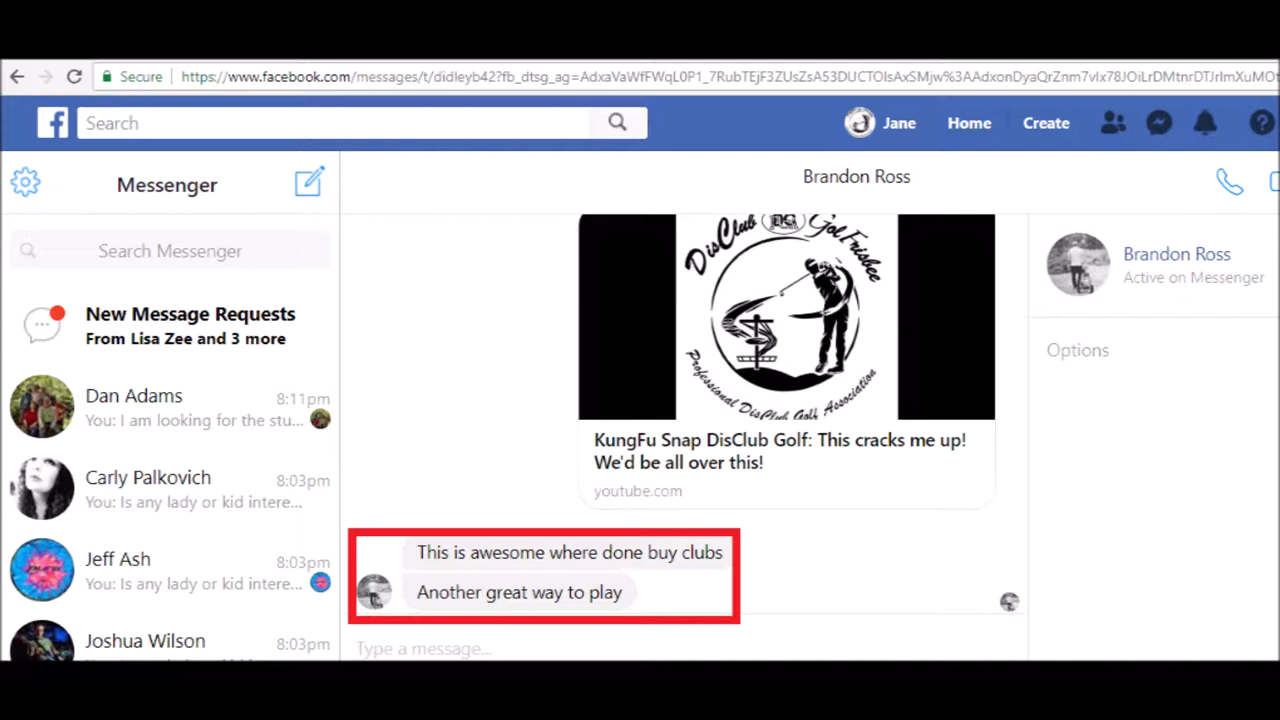 Secure
https://www.facebook.com/messages/t/didleyb42?fb_dtsg_ag=
Search
Jane
Home
Create
Messenger
Brandon Ross
Search Messenger
New Message Requests
From Lisa Zee and 3 more
Dan Adams
8:11pm
You: I am looking for the stu...
Carly Palkovich
8:03pm
You: Is any lady or kid intere...
Jeff Ash
8:03pm
You: Is any lady or kid intere...
Joshua Wilson
8:03pm
DisClub
GolFrisbee
Professional DisClub Golf Association
KungFu Snap DisClub Golf: This cracks me up!
We'd be all over this!
youtube.com
This is awesome where done buy clubs
Another great way to play
Type a message...
Brandon Ross
Active on Messenger
Options